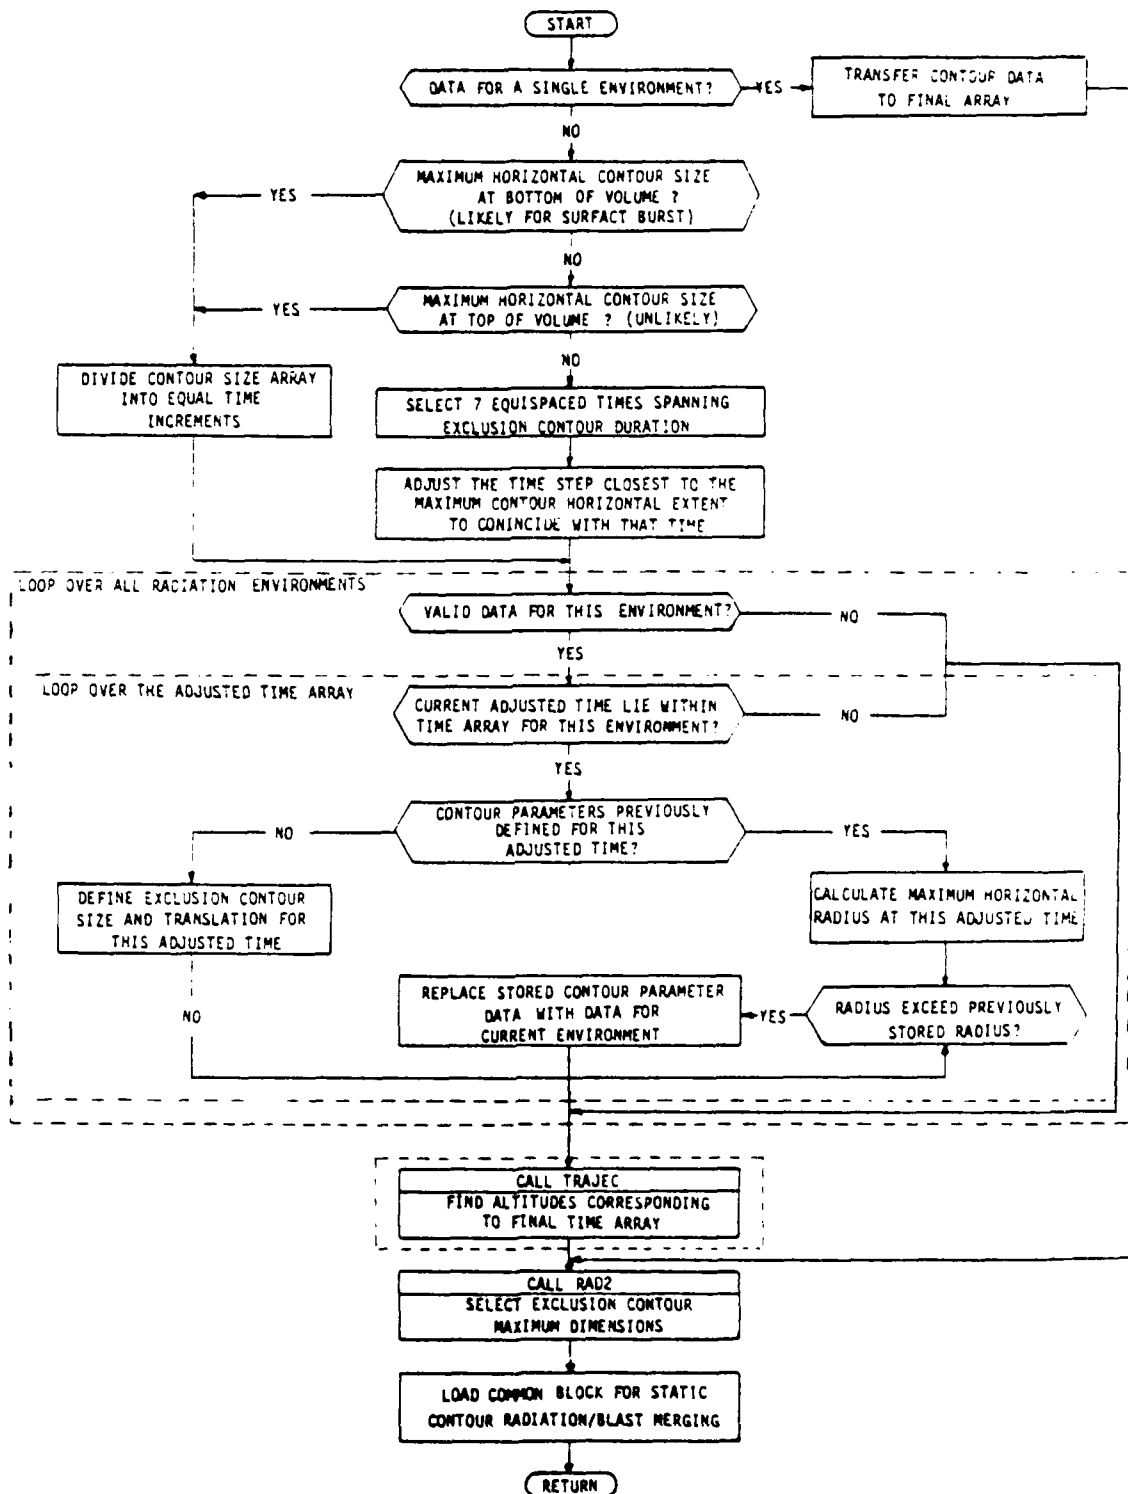 START
DATA FOR A SINGLE ENVIRONMENT?
YES
TRANSFER CONTOUR DATA
TO FINAL ARRAY
NO
MAXIMUM HORIZONTAL CONTOUR SIZE
AT BOTTOM OF VOLUME ?
(LIKELY FOR SURFACT BURST)
YES
NO
MAXIMUM HORIZONTAL CONTOUR SIZE
AT TOP OF VOLUME ? (UNLIKELY)
YES
NO
DIVIDE CONTOUR SIZE ARRAY
INTO EQUAL TIME
INCREMENTS
SELECT 7 EQUISPACED TIMES SPANNING
EXCLUSION CONTOUR DURATION
ADJUST THE TIME STEP CLOSEST TO THE
MAXIMUM CONTOUR HORIZONTAL EXTENT
TO CONINCIDE WITH THAT TIME
LOOP OVER ALL RADIATION ENVIRONMENTS
VALID DATA FOR THIS ENVIRONMENT?
NO
YES
LOOP OVER THE ADJUSTED TIME ARRAY
CURRENT ADJUSTED TIME LIE WITHIN
TIME ARRAY FOR THIS ENVIRONMENT?
NO
YES
CONTOUR PARAMETERS PREVIOUSLY
DEFINED FOR THIS
ADJUSTED TIME?
NO
YES
DEFINE EXCLUSION CONTOUR
SIZE AND TRANSLATION FOR
THIS ADJUSTED TIME
CALCULATE MAXIMUM HORIZONTAL
RADIUS AT THIS ADJUSTED TIME
REPLACE STORED CONTOUR PARAMETER
DATA WITH DATA FOR
CURRENT ENVIRONMENT
YES
RADIUS EXCEED PREVIOUSLY
STORED RADIUS?
NO
CALL TRAJEC
FIND ALTITUDES CORRESPONDING
TO FINAL TIME ARRAY
CALL RAD2
SELECT EXCLUSION CONTOUR
MAXIMUM DIMENSIONS
LOAD COMMON BLOCK FOR STATIC
CONTOUR RADIATION/BLAST MERGING
RETURN